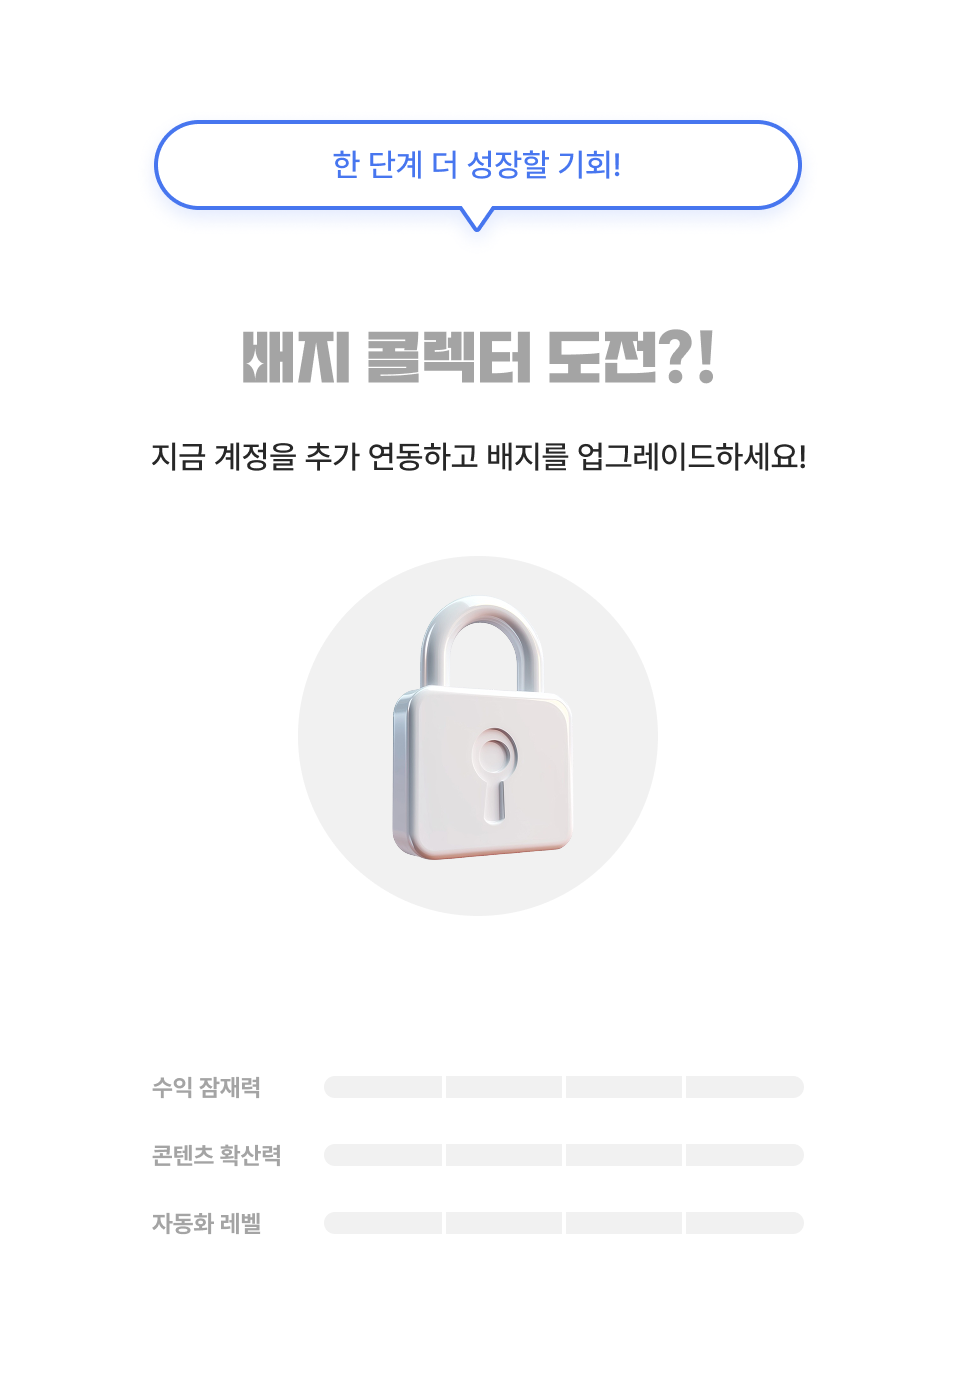 한 단계 더 성장할 기회!
배지 콜렉터 도전?!
지금 계정을 추가 연동하고 배지를 업그레이드하세요!
수익 잠재력
콘텐츠 확산력
자동화 레벨